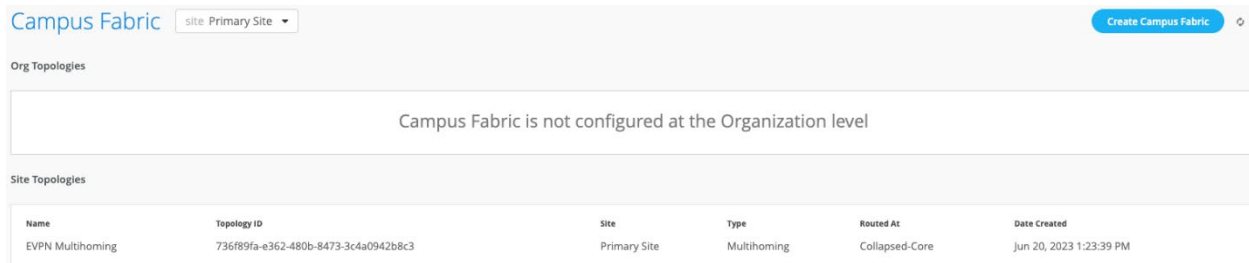 Campus Fabric site Primary Site Create Campus Fabric
Org Topologies
Campus Fabric is not configured at the Organization level
Site Topologies
Name Topology ID Site Type Routed At Date Created
EVPN Multihoming 736f89fa-e362-480b-8473-3c4a0942b8c3 Primary Site Multihoming Collapsed-Core Jun 20, 2023 1:23:39 PM